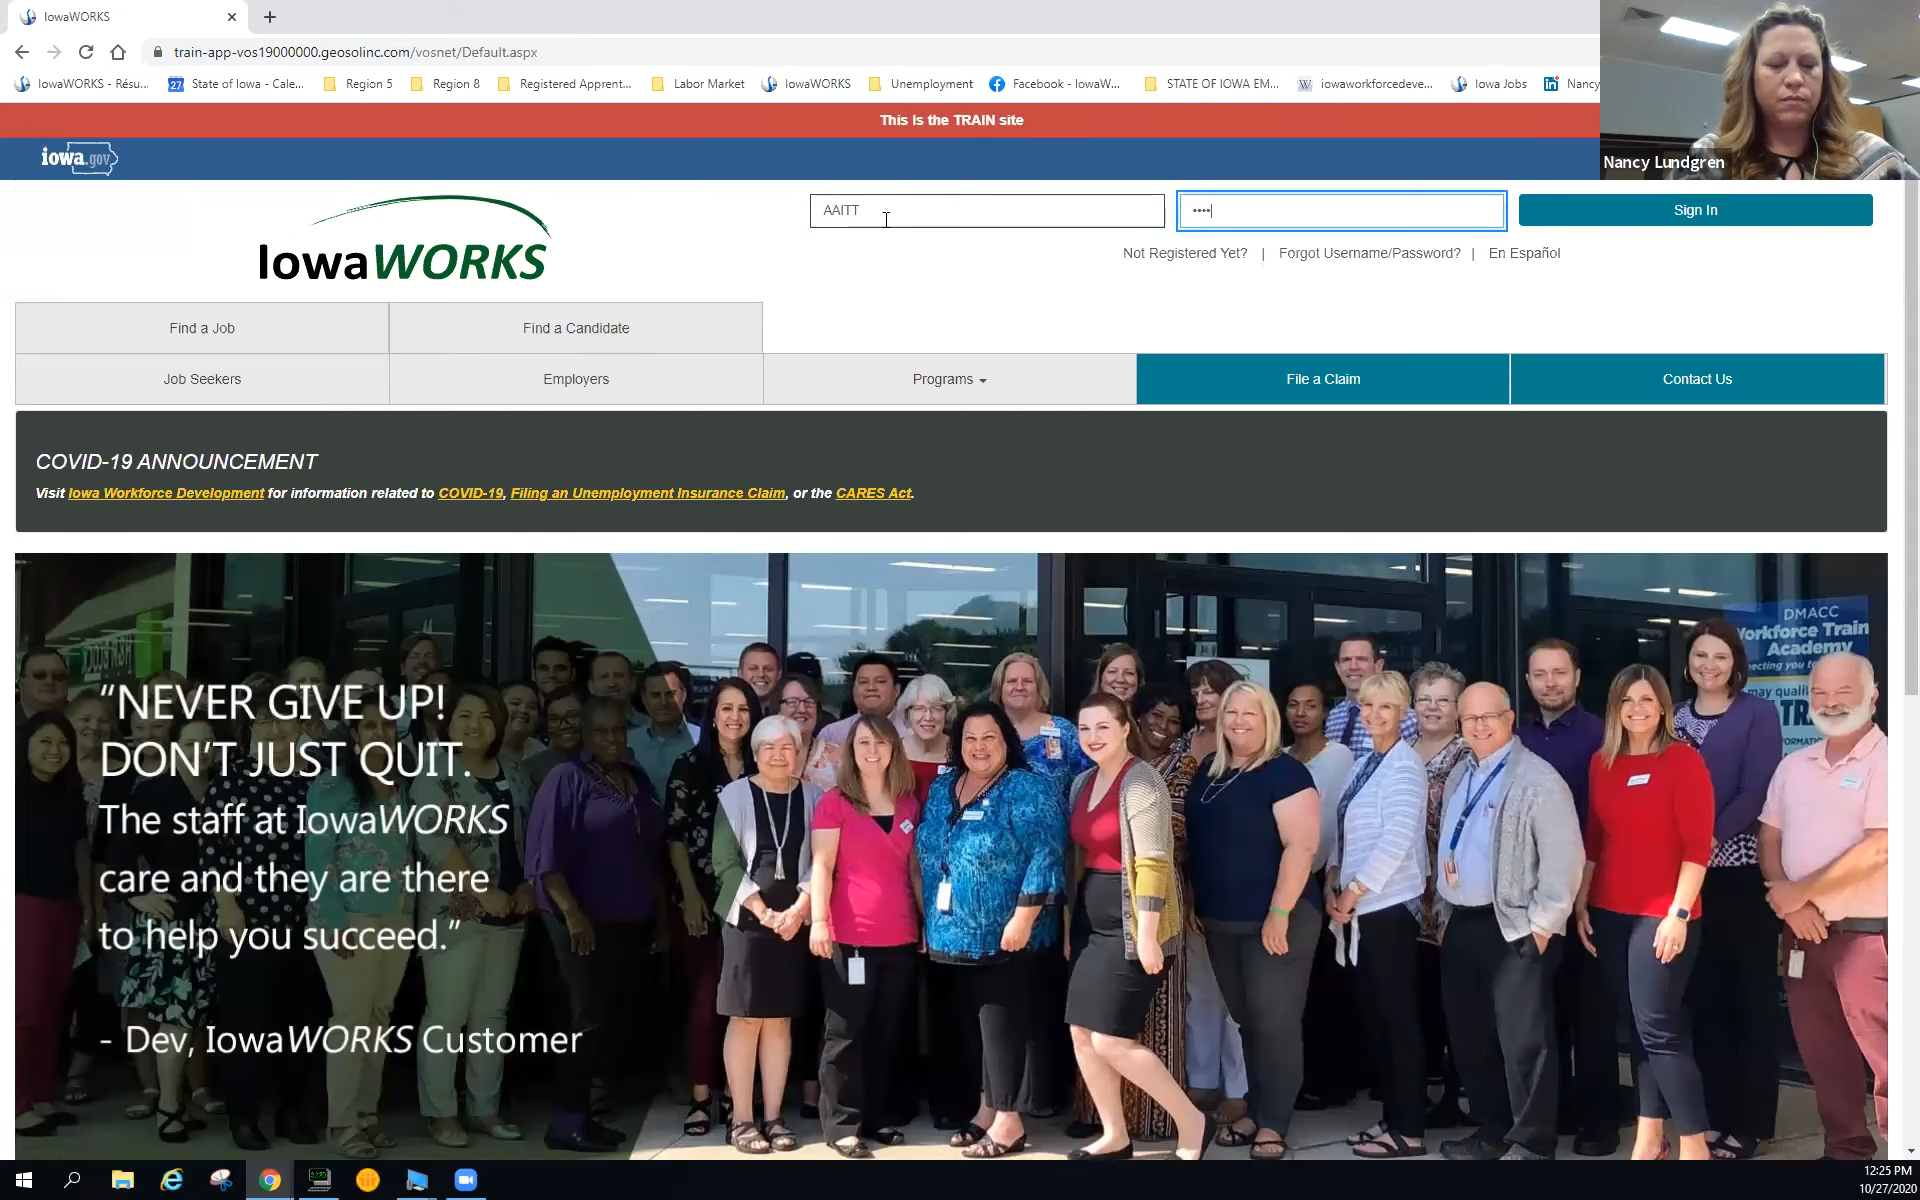 IowaWORKS
train-app-vos19000000.geosolinc.com/vosnet/Default.aspx
IowaWORKS - Résu...
State of Iowa - Cale...
Region 5
Region 8
Registered Apprent...
Labor Market
IowaWORKS
Unemployment
Facebook - IowaW...
STATE OF IOWA EM...
iowaworkforcedeve...
Iowa Jobs
Nancy
27
This Is the TRAIN site
Nancy Lundgren
iowa.gov
IowaWORKS
AAITT
••••
Sign In
Not Registered Yet? | Forgot Username/Password? | En Español
Find a Job
Find a Candidate
Job Seekers
Employers
Programs
File a Claim
Contact Us
COVID-19 ANNOUNCEMENT
Visit Iowa Workforce Development for information related to COVID-19, Filing an Unemployment Insurance Claim, or the CARES Act.
DMACC
Workforce Train
Academy
“NEVER GIVE UP!
DON’T JUST QUIT.
The staff at IowaWORKS
care and they are there
to help you succeed.”
- Dev, IowaWORKS Customer
12:25 PM
10/27/2020